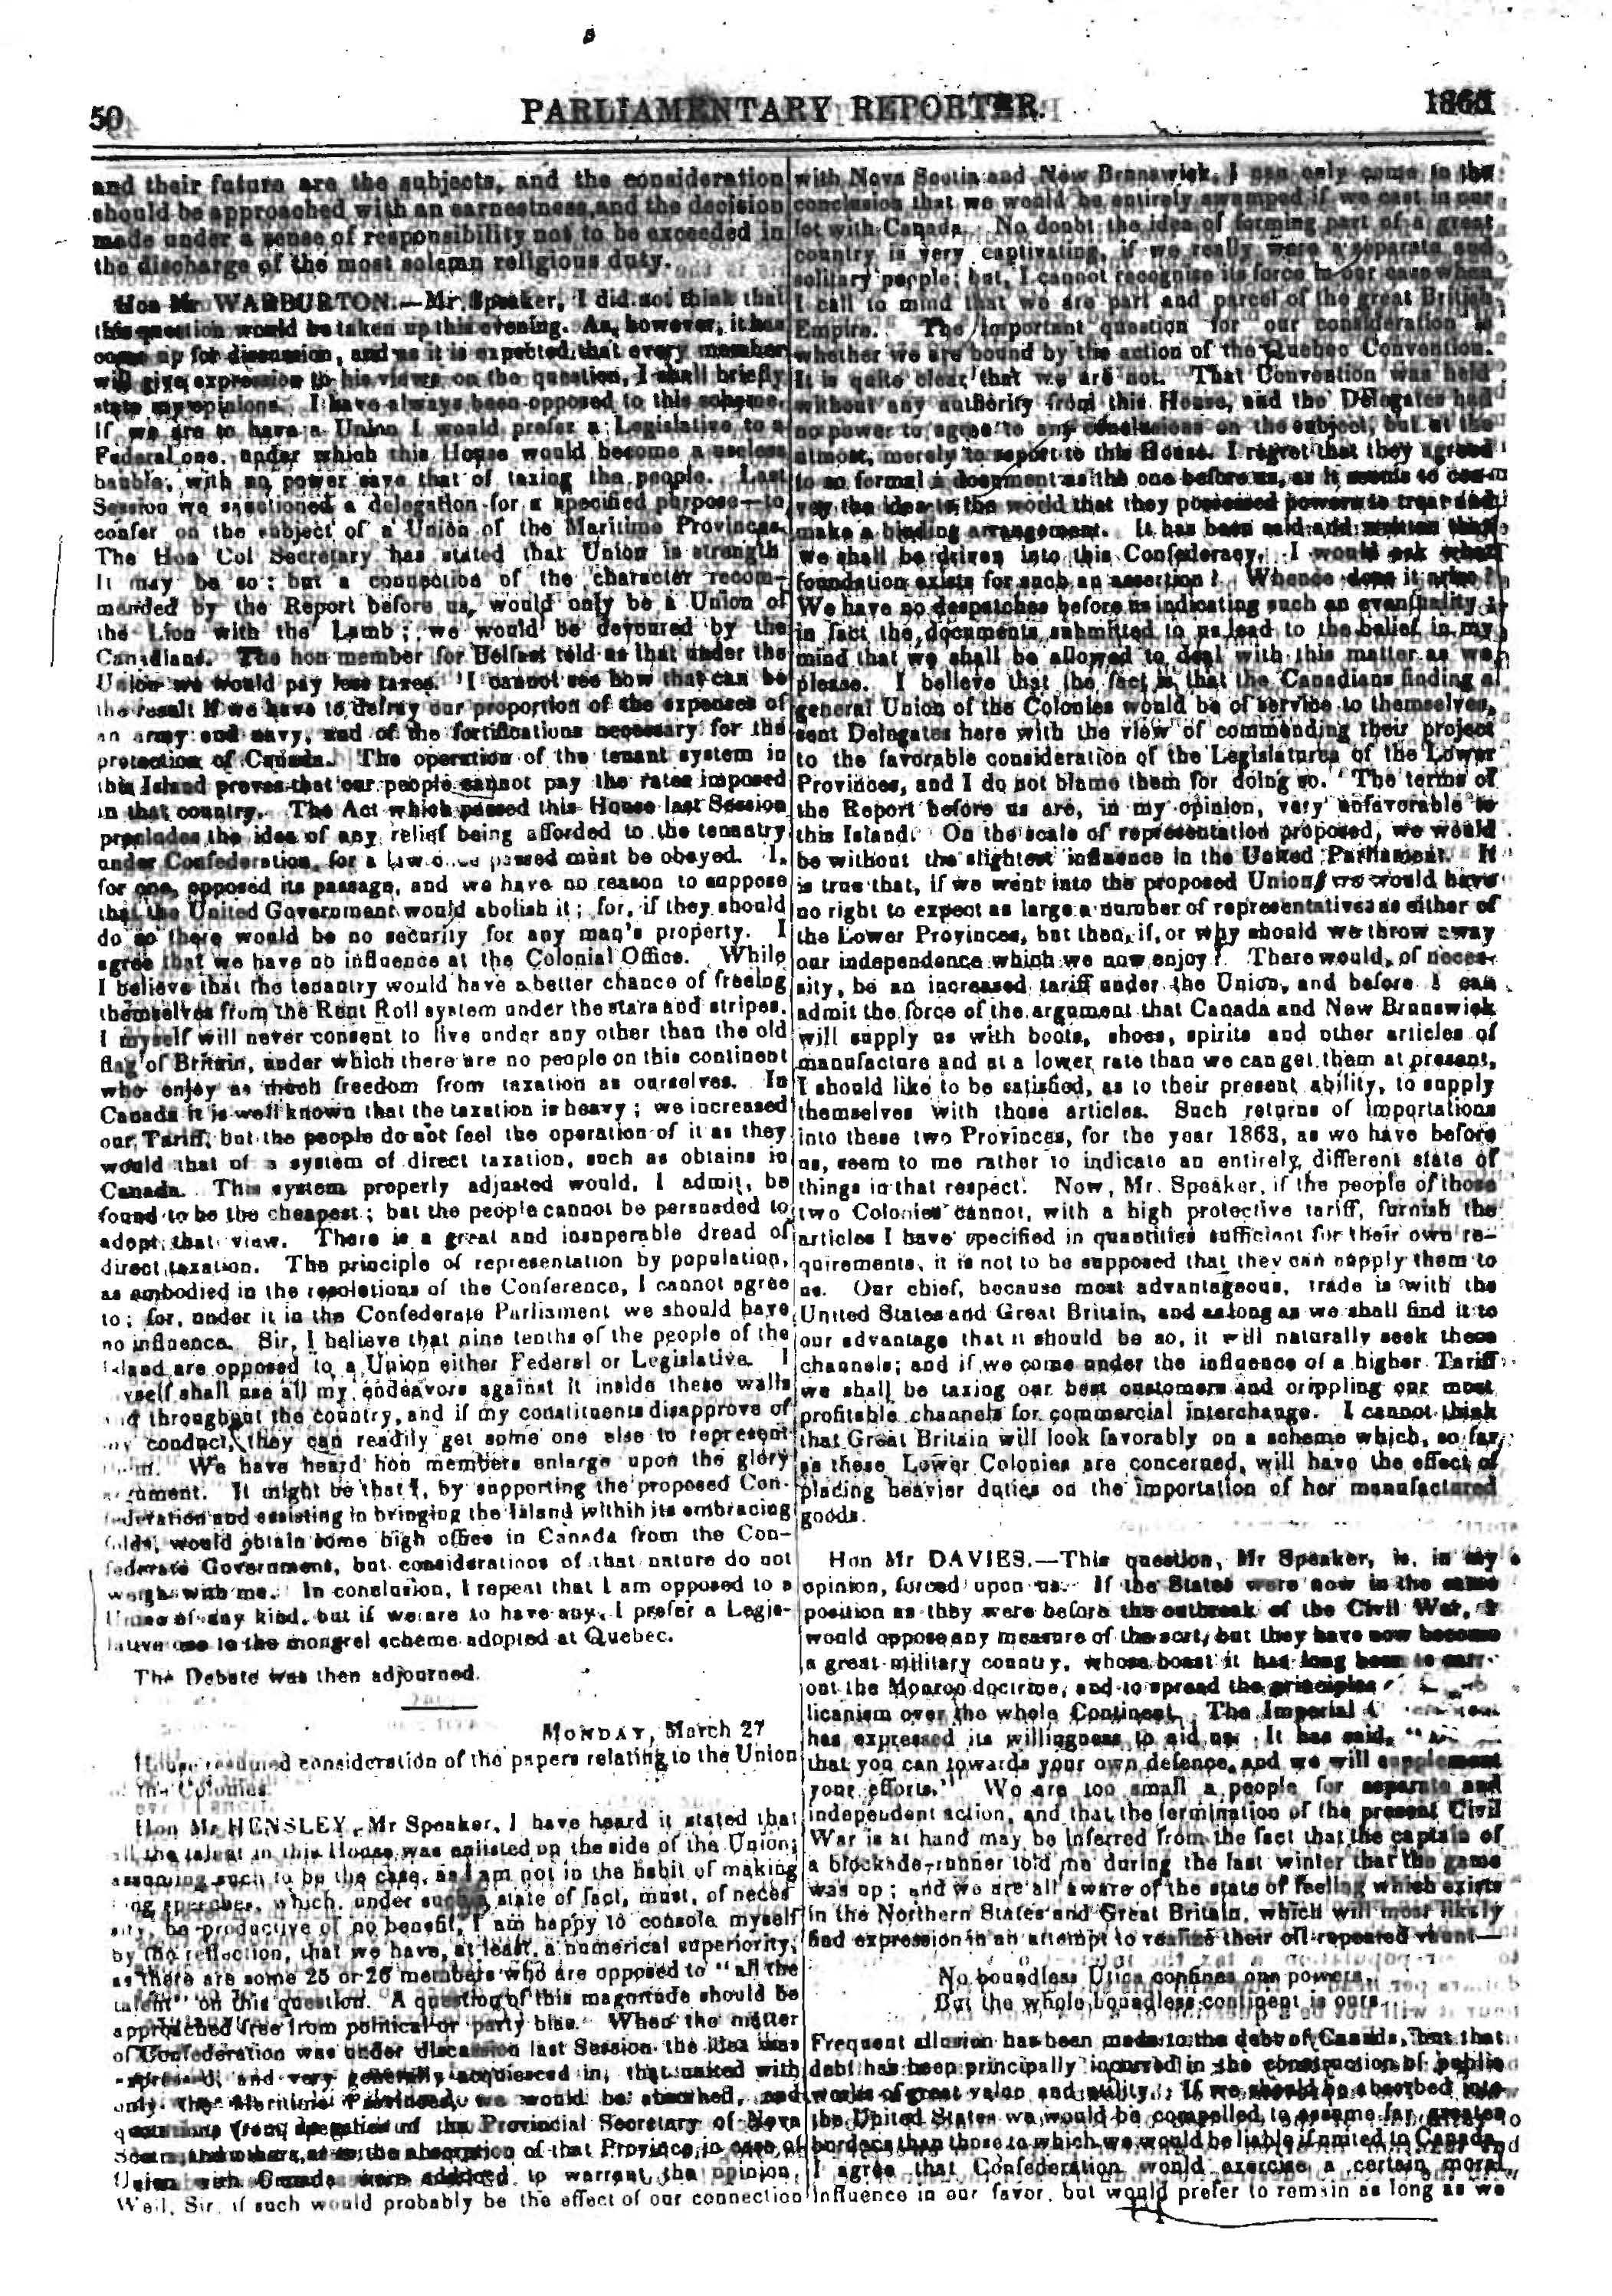 50
PARLIAMENTARY REPORTER.
and their future are the subjects, and the consideration
should be approached with an earnestness, and the decision
made under a sense of responsibility not to be exceeded in
the discharge of the most solemn religious duty.
Hon Mr WARBURTON.—Mr. Speaker, I did not think that
this question would be taken up this evening. As, however, it has
come up for discussion, and as it is expected that every member
will give expression to his views on the question, I shall briefly
state my opinions. I have always been opposed to this scheme.
If we are to have a Union I would prefer a Legislative to a
Federal one, under which this House would become a useless
bauble, with no power save that of taxing the people. Last
Session we sanctioned a delegation for a specified purpose—to
confer on the subject of a Union of the Maritime Provinces.
The Hon Col Secretary has stated that Union is strength
It may be so; but a connection of the character recom-
mended by the Report before us, would only be a Union of
the Lion with the Lamb; we would be devoured by the
Canadians. The hon member for Belfast told us that under the
Union we would pay less taxes. I cannot see how that can be
the result if we have to defray our proportion of the expenses of
an army and navy, and of the fortifications necessary for the
protection of Canada. The operation of the tenant system in
this Island proves that our people cannot pay the rates imposed
in that country. The Act which passed this House last Session
precludes the idea of any relief being afforded to the tenantry
under Confederation, for a law once passed must be obeyed. I,
for one, opposed its passage, and we have no reason to suppose
that the United Government would abolish it; for, if they should
do so there would be no security for any man's property. I
agree that we have no influence at the Colonial Office. While
I believe that the tenantry would have a better chance of freeing
themselves from the Rent Roll system under the stars and stripes,
I myself will never consent to live under any other than the old
flag of Britain, under which there are no people on this continent
who enjoy as much freedom from taxation as ourselves. In
Canada it is well known that the taxation is heavy; we increased
our Tariff, but the people do not feel the operation of it as they
would that of a system of direct taxation, such as obtains in
Canada. This system properly adjusted would, I admit, be
found to be the cheapest; but the people cannot be persuaded to
adopt that view. There is a great and insuperable dread of
direct taxation. The principle of representation by population,
as embodied in the resolutions of the Conference, I cannot agree
to; for, under it in the Confederate Parliament we should have
no influence. Sir, I believe that nine tenths of the people of the
Island are opposed to a Union either Federal or Legislative. I
myself shall use all my endeavors against it inside these walls
and throughout the country, and if my constituents disapprove of
my conduct, they can readily get some one else to represent
them. We have heard hon members enlarge upon the glory
argument. It might be that I, by supporting the proposed Con-
federation and assisting in bringing the Island within its embracing
folds, would obtain some high office in Canada from the Con-
federate Government, but considerations of that nature do not
weigh with me. In conclusion, I repeat that I am opposed to a
Union of any kind, but if we are to have any, I prefer a Legis-
lative one to the mongrel scheme adopted at Quebec.
The Debate was then adjourned.
MONDAY, March 27
House resumed consideration of the papers relating to the Union
of the Colonies.
Hon Mr HENSLEY.—Mr Speaker, I have heard it stated that
all the talent in this House was enlisted on the side of the Union;
assuming such to be the case, as I am not in the habit of making
long speeches, which, under such a state of fact, must, of neces
sity, be productive of no benefit, I am happy to console myself
by the reflection, that we have, at least, a numerical superiority,
as there are some 25 or 26 members who are opposed to "all the
talent" on this question. A question of this magnitude should be
approached free from political or party bias. When the matter
of Confederation was under discussion last Session the idea was
expressed, and very generally acquiesced in, that united with
only the Maritime Provinces, we would be absorbed, and
quotations from speeches of the Provincial Secretary of Nova
Scotia, and others, as to the absorption of that Province, in case of
Union with Canada were adduced to warrant the opinion.
Well, Sir, if such would probably be the effect of our connection
with Nova Scotia and New Brunswick, I can only come to the
conclusion that we would be entirely swamped if we cast in our
lot with Canada. No doubt the idea of forming part of a great
country is very captivating, if we really were a separate and
solitary people; but, I cannot recognise its force in our case when
I call to mind that we are part and parcel of the great British
Empire. The important question for our consideration is
whether we are bound by the action of the Quebec Convention.
It is quite clear that we are not. That Convention was held
without any authority from this House, and the Delegates had
no power to agree to any conclusions on the subject, but at the
utmost, merely to report to this House. I regret that they agreed
to so formal a document as the one before us, as it seems to con-
vey the idea to the world that they possessed powers to treat and
make a binding arrangement. It has been said and written that
we shall be driven into this Confederacy. I would ask what
foundation exists for such an assertion? Whence does it arise?
We have no despatches before us indicating such an eventuality;
in fact the documents submitted to us lead to the belief in my
mind that we shall be allowed to deal with this matter as we
please. I believe that the fact is, that the Canadians finding a
general Union of the Colonies would be of service to themselves,
sent Delegates here with the view of commending their project
to the favorable consideration of the Legislatures of the Lower
Provinces, and I do not blame them for doing so. The terms of
the Report before us are, in my opinion, very unfavorable to
this Island. On the scale of representation proposed, we would
be without the slightest influence in the United Parliament. It
is true that, if we went into the proposed Union, we would have
no right to expect as large a number of representatives as either of
the Lower Provinces, but then, if, or why should we throw away
our independence which we now enjoy? There would, of neces-
sity, be an increased tariff under the Union, and before I can
admit the force of the argument that Canada and New Brunswick
will supply us with boots, shoes, spirits and other articles of
manufacture and at a lower rate than we can get them at present,
I should like to be satisfied, as to their present ability, to supply
themselves with those articles. Such returns of importations
into these two Provinces, for the year 1863, as we have before
us, seem to me rather to indicate an entirely different state of
things in that respect. Now, Mr. Speaker, if the people of those
two Colonies cannot, with a high protective tariff, furnish the
articles I have specified in quantities sufficient for their own re-
quirements, it is not to be supposed that they can supply them to
us. Our chief, because most advantageous, trade is with the
United States and Great Britain, and as long as we shall find it to
our advantage that it should be so, it will naturally seek these
channels; and if we come under the influence of a higher Tariff
we shall be taxing our best customers and crippling our most
profitable channels for commercial interchange. I cannot think
that Great Britain will look favorably on a scheme which, so far
as these Lower Colonies are concerned, will have the effect of
placing heavier duties on the importation of her manufactured
goods.
Hon Mr DAVIES.—This question, Mr Speaker, is, in my
opinion, forced upon us. If the States were now in the same
position as they were before the outbreak of the Civil War, I
would oppose any measure of the sort, but they have now become
a great military country, whose boast it has long been to carry
out the Monroe doctrine, and to spread the principles
licanism over the whole Continent. The Imperial
has expressed its willingness to aid us. It has said,
that you can towards your own defence, and we will supplement
your efforts." We are too small a people for separate and
independent action, and that the termination of the present Civil
War is at hand may be inferred from the fact that the captain of
a blockade-runner told me during the last winter that the game
was up; and we are all aware of the state of feeling which exists
in the Northern States and Great Britain, which will most likely
find expression in an attempt to realize their oft-repeated vaunt—
No boundless Utica confines our powers,
But the whole boundless continent is ours.
Frequent allusion has been made to the debt of Canada, but that
debt has been principally incurred in the construction of public
works of great value and utility. If we should be absorbed into
the United States we would be compelled to assume far greater
burdens than those to which we would be liable if united to Canada.
I agree that Confederation would exercise a certain moral
influence in our favor, but would prefer to remain as long as we